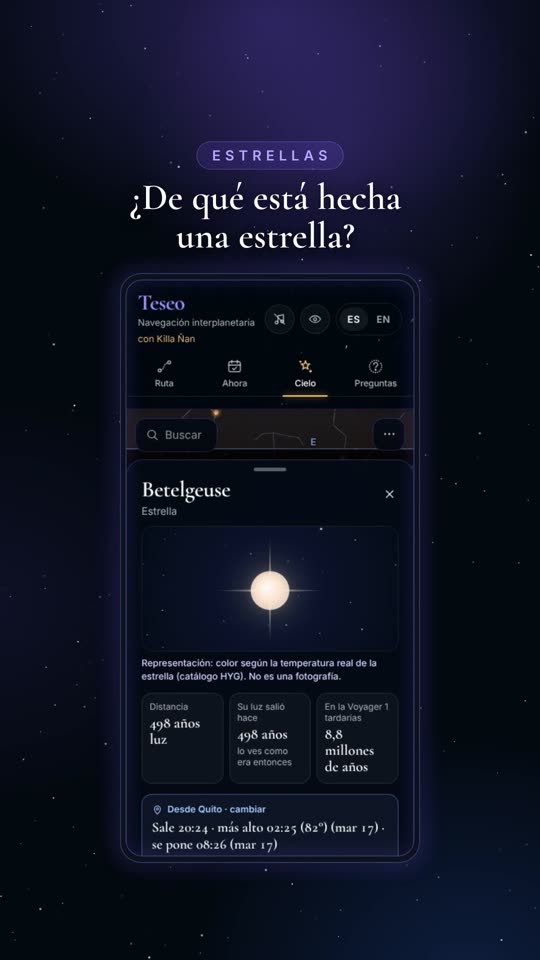 ESTRELLAS
¿De qué está hecha
una estrella?
Teseo
Navegación interplanetaria
con Killa Ñan
ES EN
Ruta Ahora Cielo Preguntas
Buscar
E
Betelgeuse
Estrella
Representación: color según la temperatura real de la
estrella (catálogo HYG). No es una fotografía.
Distancia
498 años
luz
Su luz salió
hace
498 años
lo ves como
era entonces
En la Voyager 1
tardarías
8,8
millones
de años
Desde Quito · cambiar
Sale 20:24 · más alto 02:25 (82°) (mar 17) ·
se pone 08:26 (mar 17)